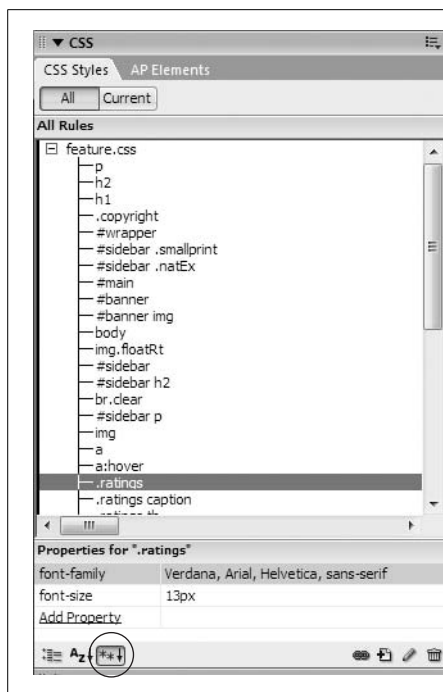 CSS
CSS Styles AP Elements
All Current
All Rules
feature.css
p
h2
h1
.copyright
#wrapper
#sidebar .smallprint
#sidebar .natEx
#main
#banner
#banner img
body
img.floatRt
#sidebar
#sidebar h2
br.clear
#sidebar p
img
a
a:hover
.ratings
.ratings caption
Properties for ".ratings"
font-family Verdana, Arial, Helvetica, sans-serif
font-size 13px
Add Property
Az↓ **↓